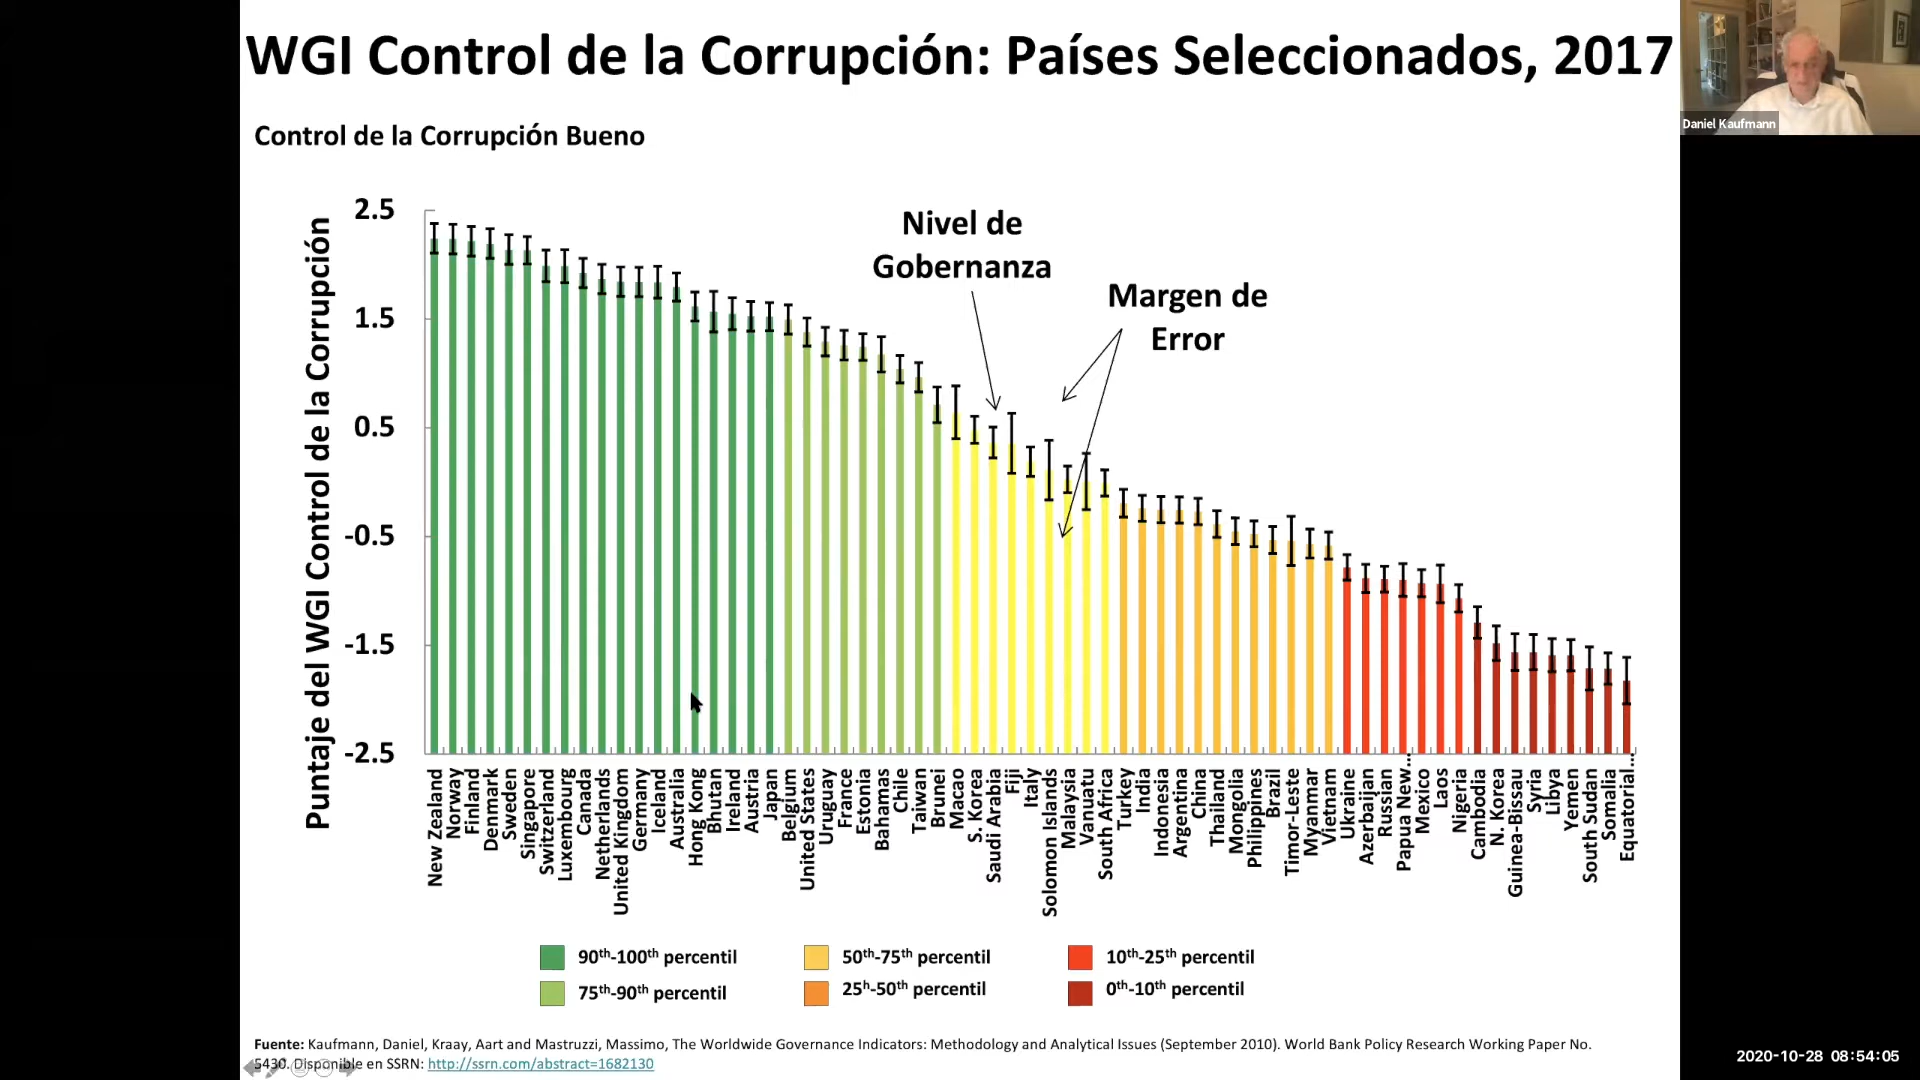 WGI Control de la Corrupción: Países Seleccionados, 2017
Daniel Kaufmann
Control de la Corrupción Bueno
Puntaje del WGI Control de la Corrupción
2.5
1.5
0.5
-0.5
-1.5
-2.5
Nivel de
Gobernanza
Margen de
Error
New Zealand
Norway
Finland
Denmark
Sweden
Singapore
Switzerland
Luxembourg
Canada
Netherlands
United Kingdom
Germany
Iceland
Australia
Hong Kong
Bhutan
Ireland
Austria
Japan
Belgium
United States
Uruguay
France
Estonia
Bahamas
Chile
Taiwan
Brunei
Macao
S. Korea
Saudi Arabia
Fiji
Italy
Solomon Islands
Malaysia
Vanuatu
South Africa
Turkey
India
Indonesia
Argentina
China
Thailand
Mongolia
Philippines
Brazil
Timor-Leste
Myanmar
Vietnam
Ukraine
Azerbaijan
Russian
Papua New...
Mexico
Laos
Nigeria
Cambodia
N. Korea
Guinea-Bissau
Syria
Libya
Yemen
South Sudan
Somalia
Equatorial...
90th-100th percentil
50th-75th percentil
10th-25th percentil
75th-90th percentil
25h-50th percentil
0th-10th percentil
Fuente: Kaufmann, Daniel, Kraay, Aart and Mastruzzi, Massimo, The Worldwide Governance Indicators: Methodology and Analytical Issues (September 2010). World Bank Policy Research Working Paper No.
5430. Disponible en SSRN: http://ssrn.com/abstract=1682130
2020-10-28 08:54:05